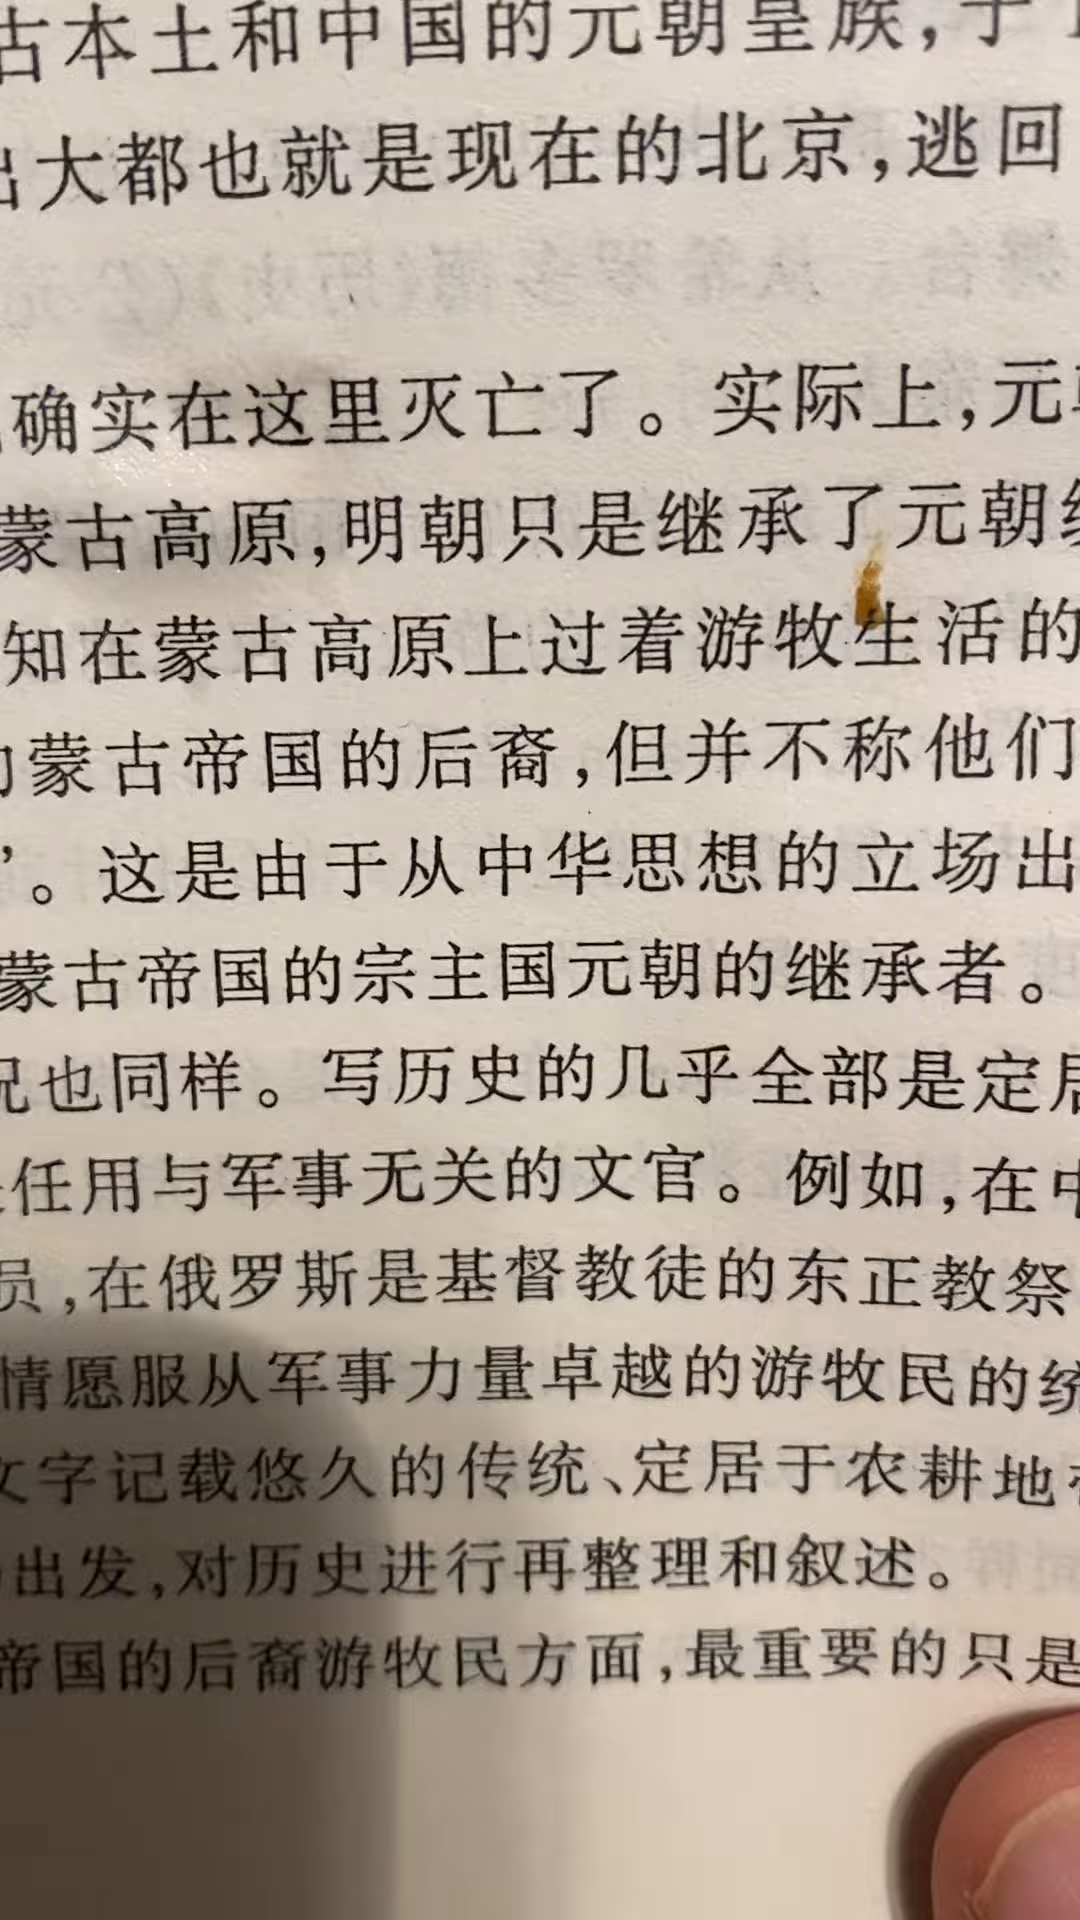 古本土和中国的元朝皇族，于
出大都也就是现在的北京，逃回
确实在这里灭亡了。实际上，元朝
蒙古高原，明朝只是继承了元朝
知在蒙古高原上过着游牧生活的
蒙古帝国的后裔，但并不称他们
”。这是由于从中华思想的立场出
蒙古帝国的宗主国元朝的继承者。
况也同样。写历史的几乎全部是定居
任用与军事无关的文官。例如，在中
员，在俄罗斯是基督教徒的东正教祭
情愿服从军事力量卓越的游牧民的统
文字记载悠久的传统、定居于农耕地
出发，对历史进行再整理和叙述。
帝国的后裔游牧民方面，最重要的只是